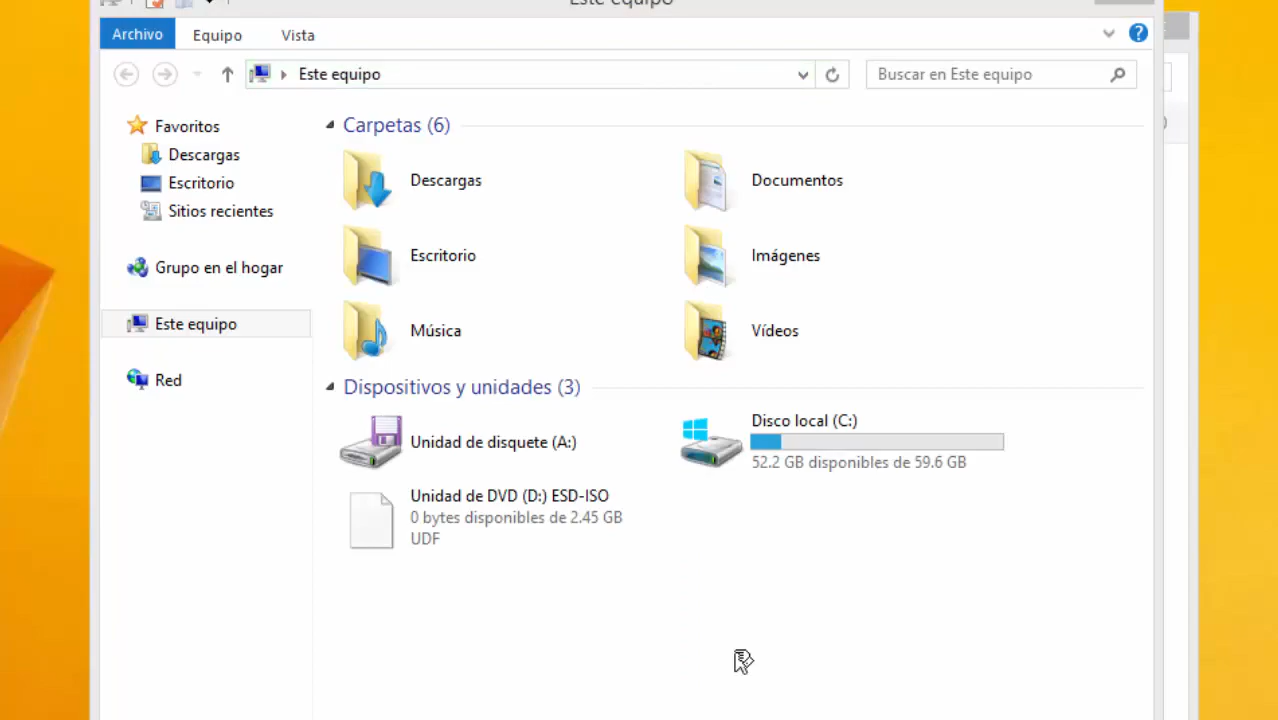 Este equipo
Archivo Equipo Vista
Este equipo Buscar en Este equipo
Favoritos
Descargas
Escritorio
Sitios recientes
Grupo en el hogar
Este equipo
Red
Carpetas (6)
Descargas Documentos
Escritorio Imágenes
Música Vídeos
Dispositivos y unidades (3)
Unidad de disquete (A:)
Disco local (C:)
52.2 GB disponibles de 59.6 GB
Unidad de DVD (D:) ESD-ISO
0 bytes disponibles de 2.45 GB
UDF